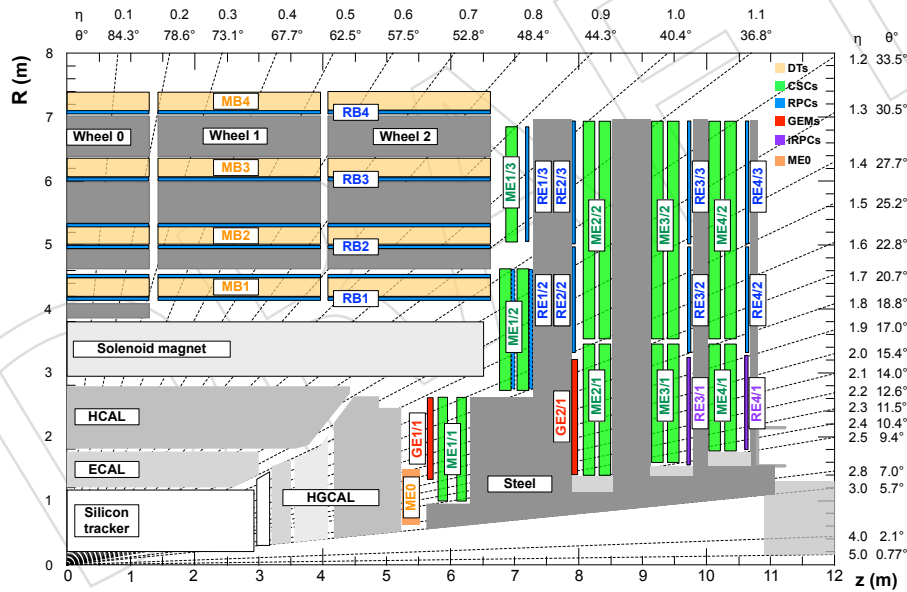 η 0.1 0.2 0.3 0.4 0.5 0.6 0.7 0.8 0.9 1.0 1.1 η θ°
θ° 84.3° 78.6° 73.1° 67.7° 62.5° 57.5° 52.8° 48.4° 44.3° 40.4° 36.8°
R (m)
8
7
6
5
4
3
2
1
0
1.2 33.5°
1.3 30.5°
1.4 27.7°
1.5 25.2°
1.6 22.8°
1.7 20.7°
1.8 18.8°
1.9 17.0°
2.0 15.4°
2.1 14.0°
2.2 12.6°
2.3 11.5°
2.4 10.4°
2.5 9.4°
2.8 7.0°
3.0 5.7°
4.0 2.1°
5.0 0.77°
DTs
CSCs
RPCs
GEMs
iRPCs
ME0
MB4
RB4
Wheel 0 Wheel 1 Wheel 2
MB3
RB3
MB2
RB2
MB1
RB1
Solenoid magnet
HCAL
ECAL
Silicon
tracker
HGCAL
Steel
ME1/3
RE1/3
RE2/3
ME2/2
ME3/2
RE3/3
ME4/2
RE4/3
ME1/2
RE1/2
RE2/2
RE3/2
RE4/2
GE1/1
ME1/1
ME0
GE2/1
ME2/1
ME3/1
RE3/1
ME4/1
RE4/1
0 1 2 3 4 5 6 7 8 9 10 11 12
z (m)